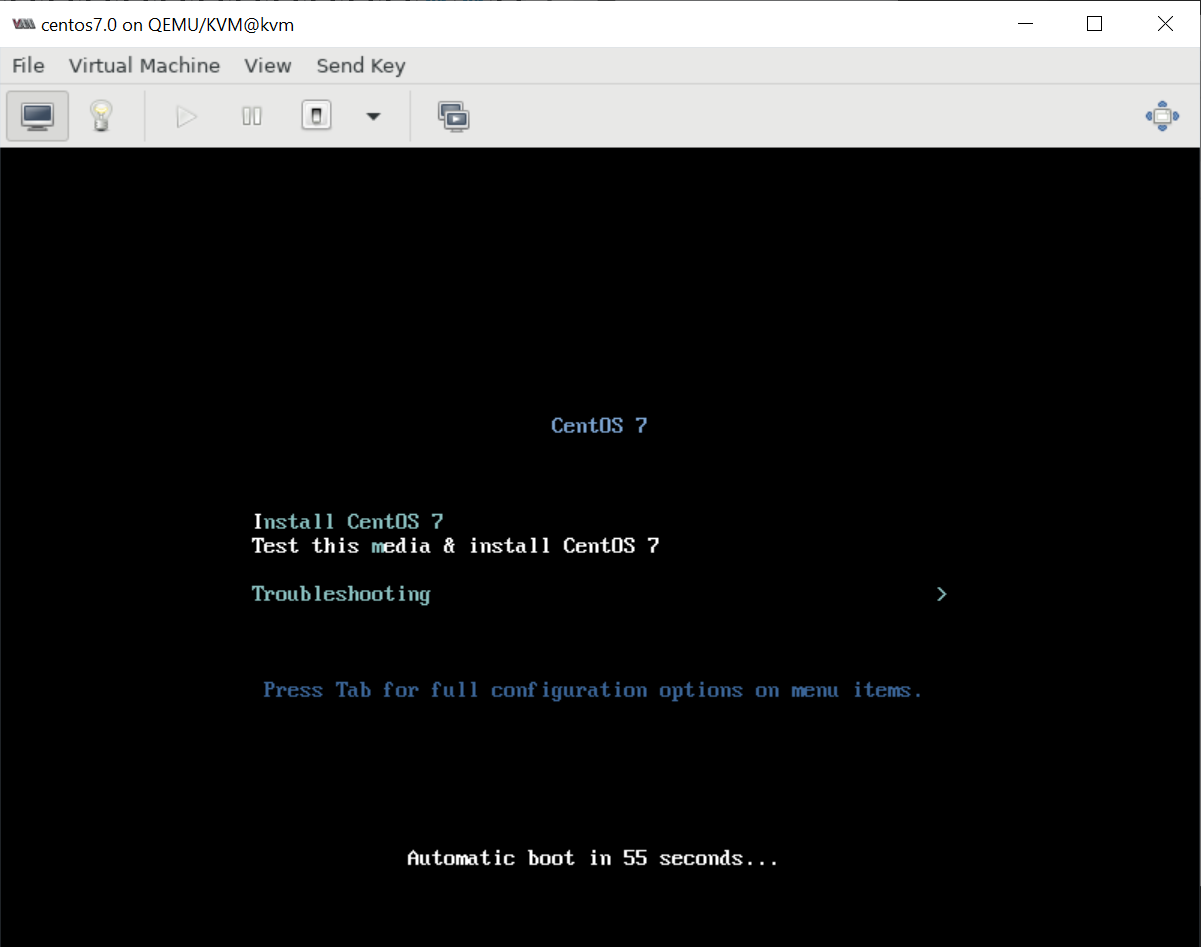 centos7.0 on QEMU/KVM@kvm
File Virtual Machine View Send Key
CentOS 7
Install CentOS 7
Test this media & install CentOS 7
Troubleshooting >
Press Tab for full configuration options on menu items.
Automatic boot in 55 seconds...